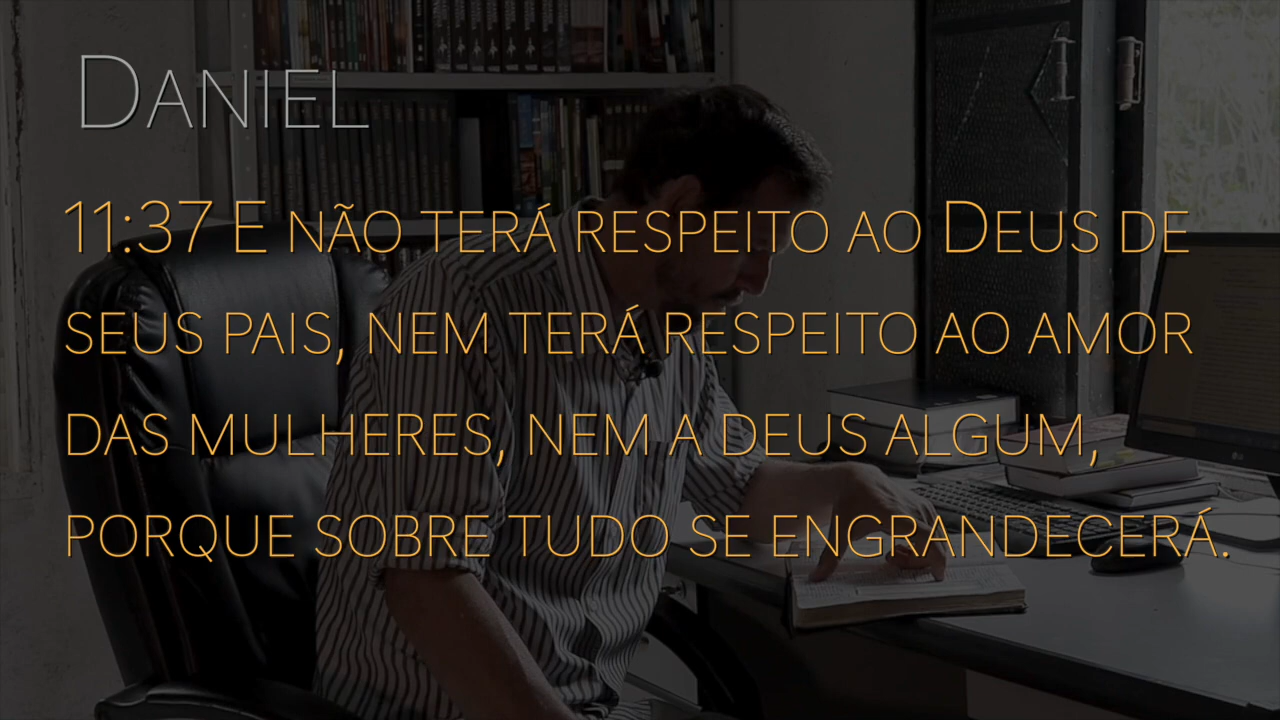 Daniel
11:37 E não terá respeito ao Deus de
seus pais, nem terá respeito ao amor
das mulheres, nem a deus algum,
porque sobre tudo se engrandecerá.